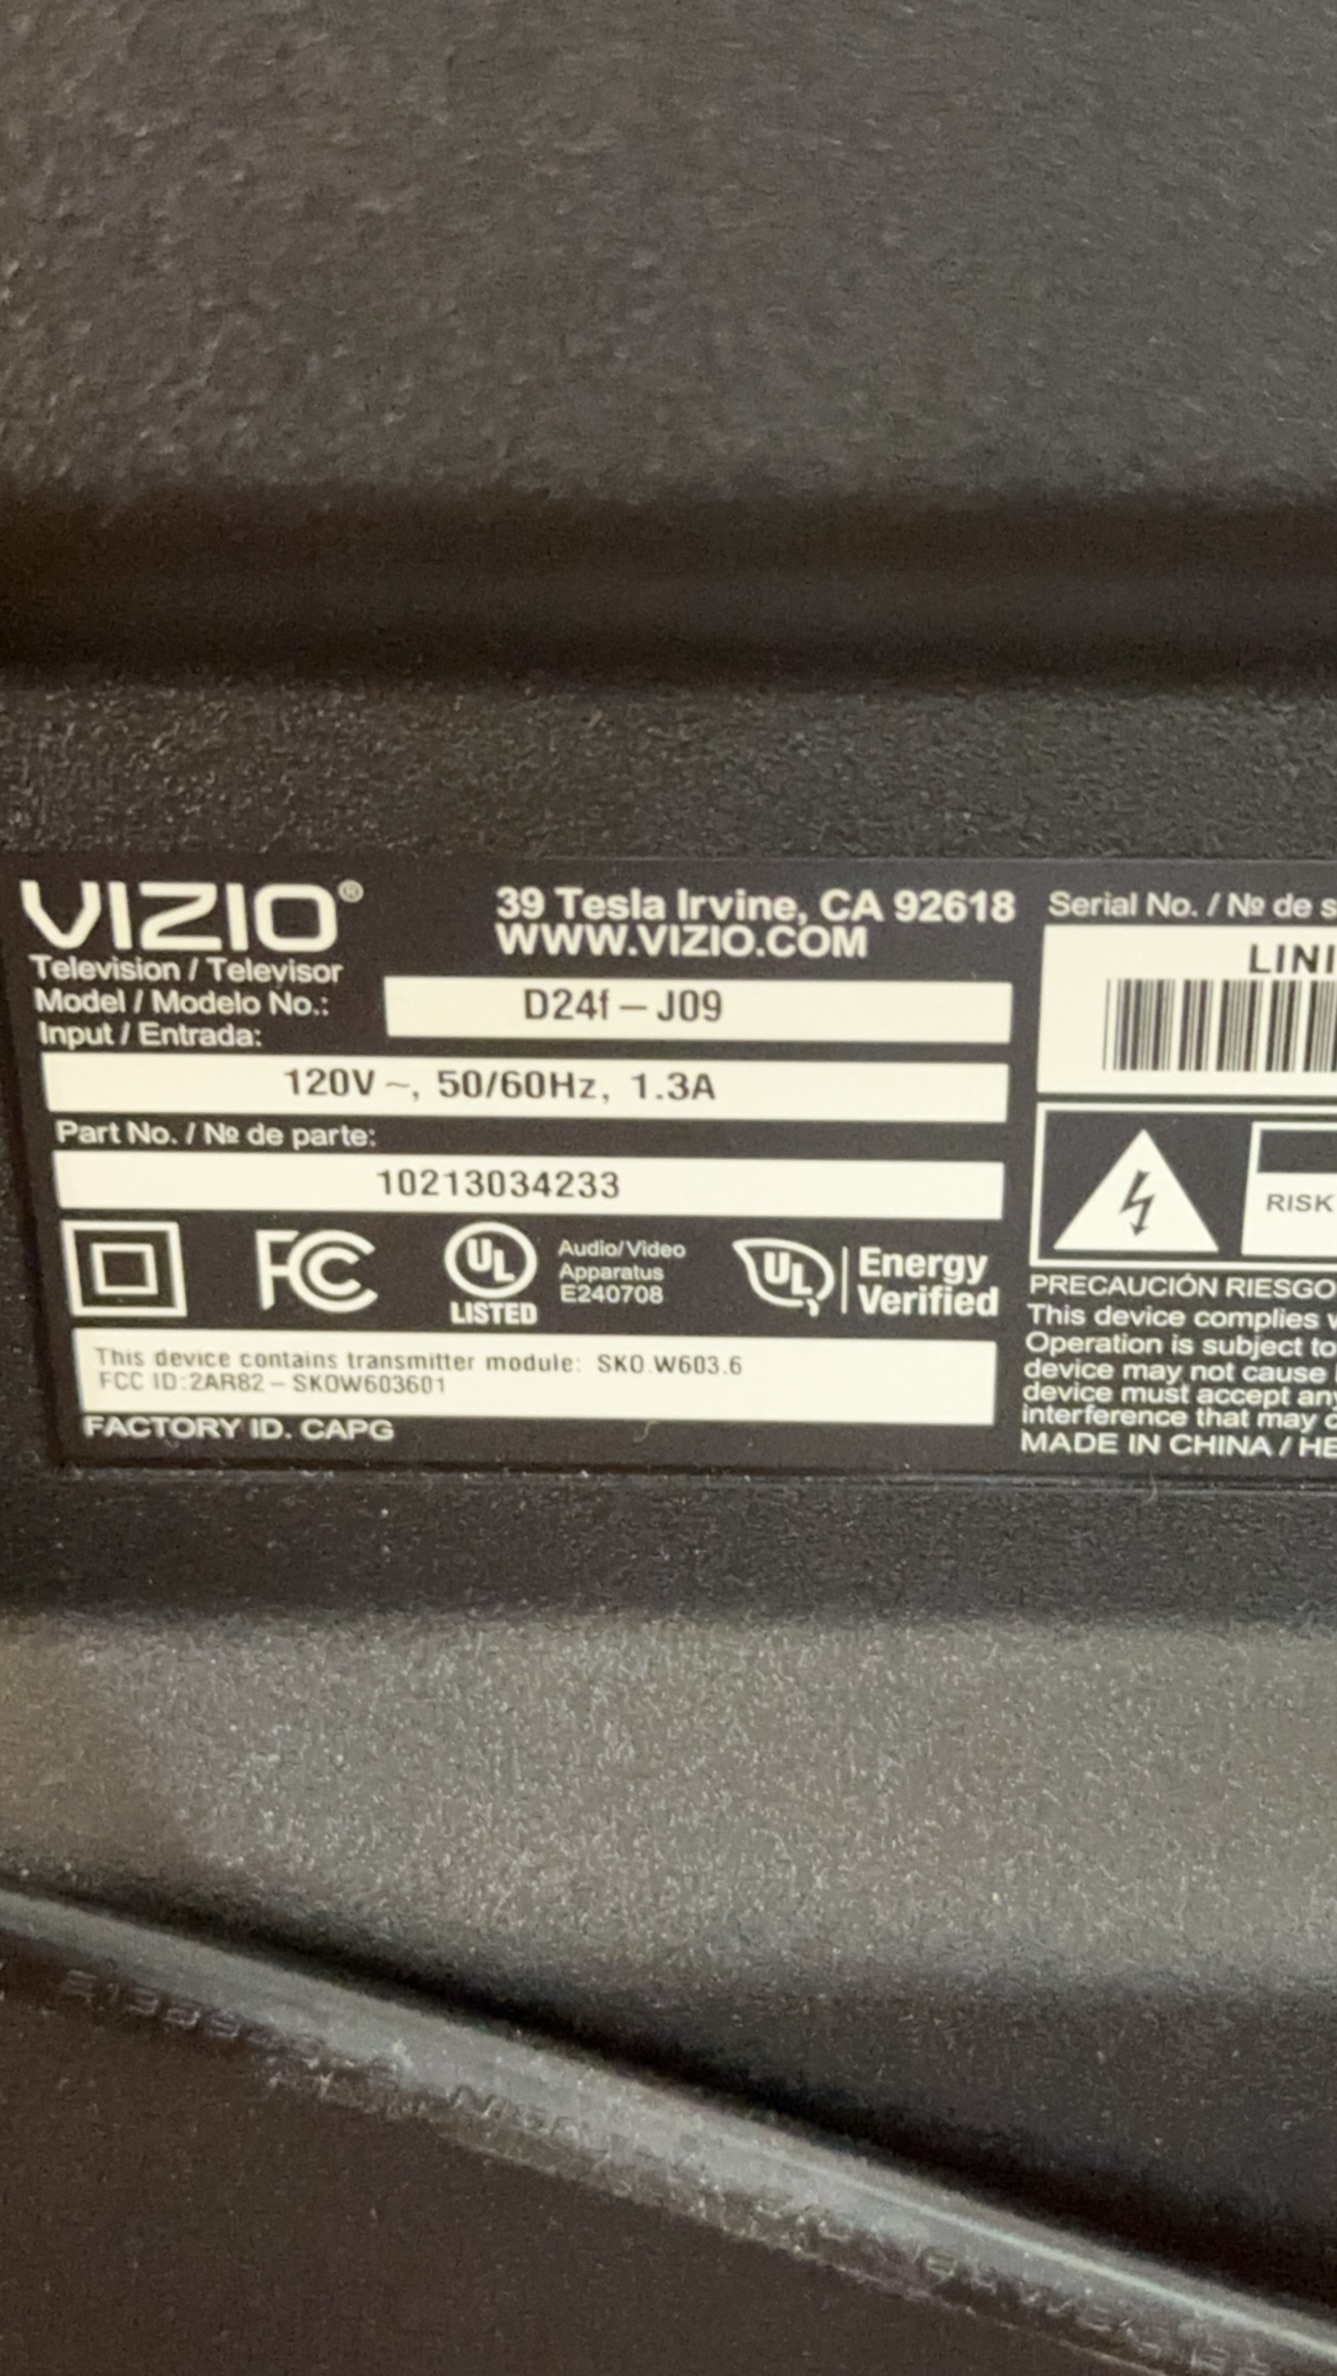 VIZIO®
Television / Televisor
39 Tesla Irvine, CA 92618
WWW.VIZIO.COM
Model / Modelo No.:
D24f – J09
Input / Entrada:
120V ~, 50/60Hz, 1.3A
Part No. / № de parte:
10213034233
FC
UL
LISTED
Audio/Video
Apparatus
E240708
UL
Energy
Verified
This device contains transmitter module: SKO.W603.6
FCC ID:2AR82 – SKOW603601
FACTORY ID. CAPG
Serial No. / № de s
LINI
RISK
PRECAUCIÓN RIESGO
This device complies
Operation is subject to
device may not cause
device must accept any
interference that may
MADE IN CHINA / HE